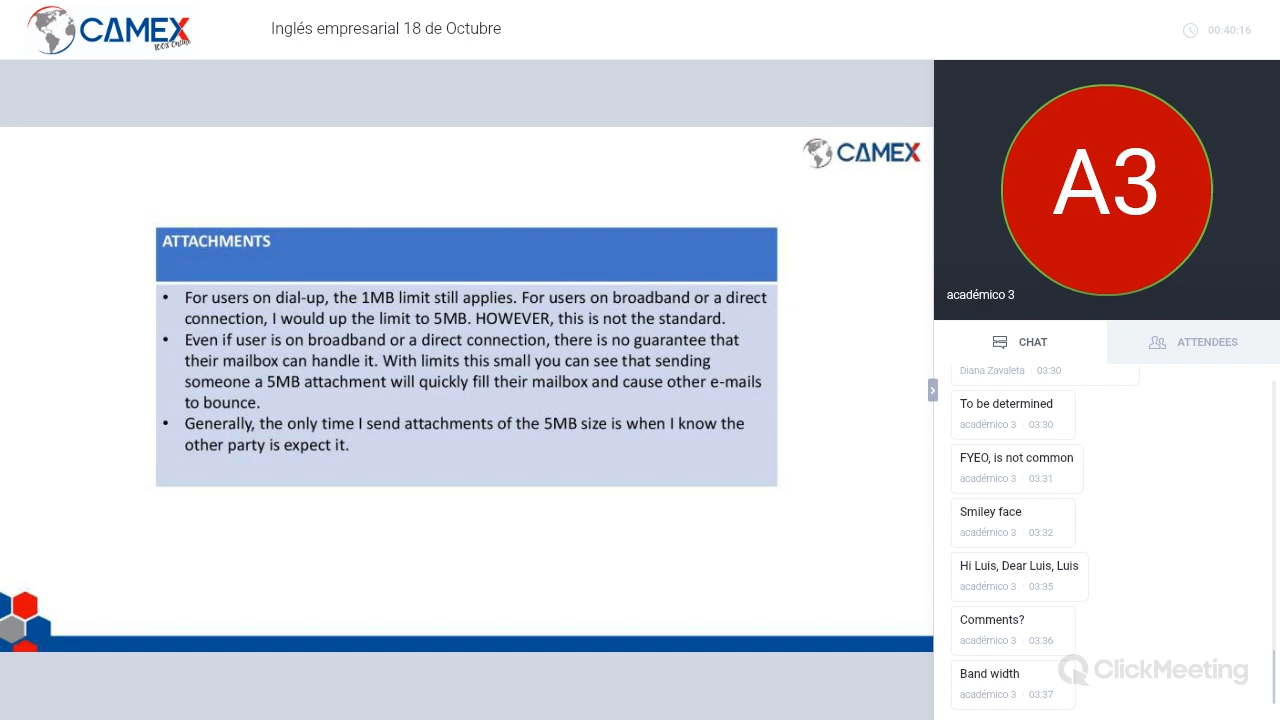 CAMEX
100% Online
Inglés empresarial 18 de Octubre
00:40:16
CAMEX
ATTACHMENTS
• For users on dial-up, the 1MB limit still applies. For users on broadband or a direct
connection, I would up the limit to 5MB. HOWEVER, this is not the standard.
• Even if user is on broadband or a direct connection, there is no guarantee that
their mailbox can handle it. With limits this small you can see that sending
someone a 5MB attachment will quickly fill their mailbox and cause other e-mails
to bounce.
• Generally, the only time I send attachments of the 5MB size is when I know the
other party is expect it.
A3
académico 3
CHAT
ATTENDEES
Diana Zavaleta 03:30
To be determined
académico 3 03:30
FYEO, is not common
académico 3 03:31
Smiley face
académico 3 03:32
Hi Luis, Dear Luis, Luis
académico 3 03:35
Comments?
académico 3 03:36
Band width
académico 3 03:37
ClickMeeting